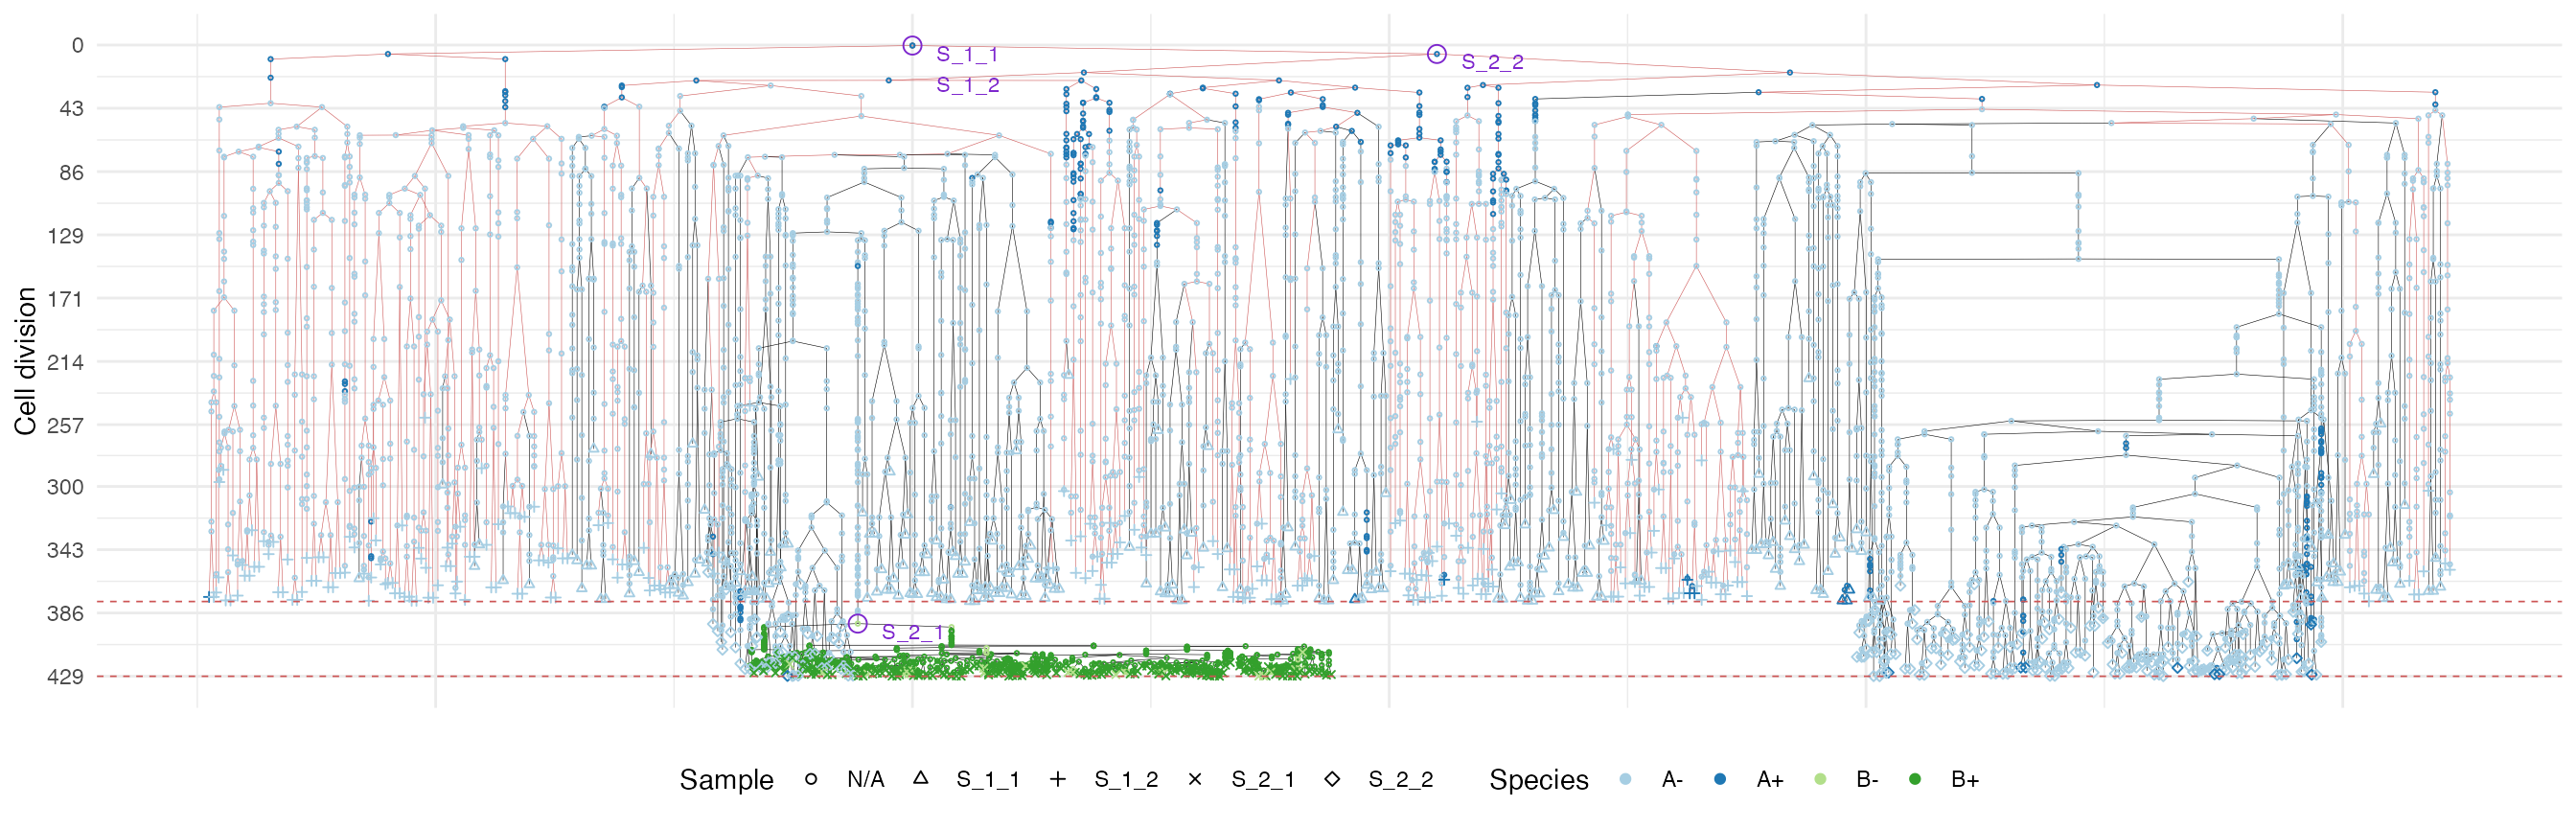 Cell division
0
43
86
129
171
214
257
300
343
386
429
S_1_1
S_1_2
S_2_2
S_2_1
Sample N/A S_1_1 S_1_2 S_2_1 S_2_2 Species A- A+ B- B+